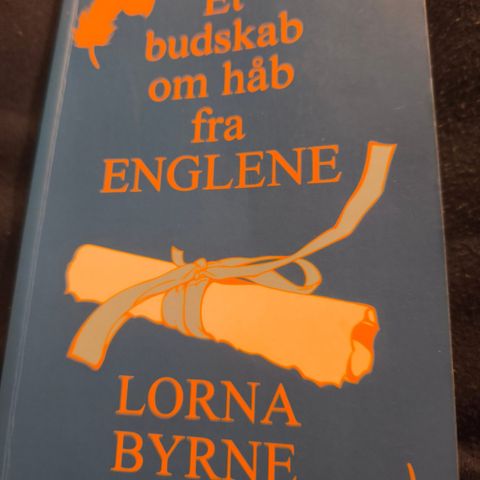 Et
budskab
om håb
fra
ENGLENE
LORNA
BYRNE